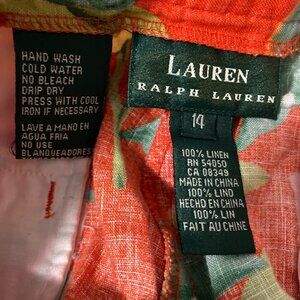 HAND WASH
COLD WATER
NO BLEACH
DRIP DRY
PRESS WITH COOL
IRON IF NECESSARY
LAVE A MANO EN
AGUA FRIA
NO USE
BLANQUEADORES
LAUREN
RALPH LAUREN
14
100% LINEN
RN 54050
CA 08349
MADE IN CHINA
100% LINO
HECHO EN CHINA
100% LIN
FAIT AU CHINE